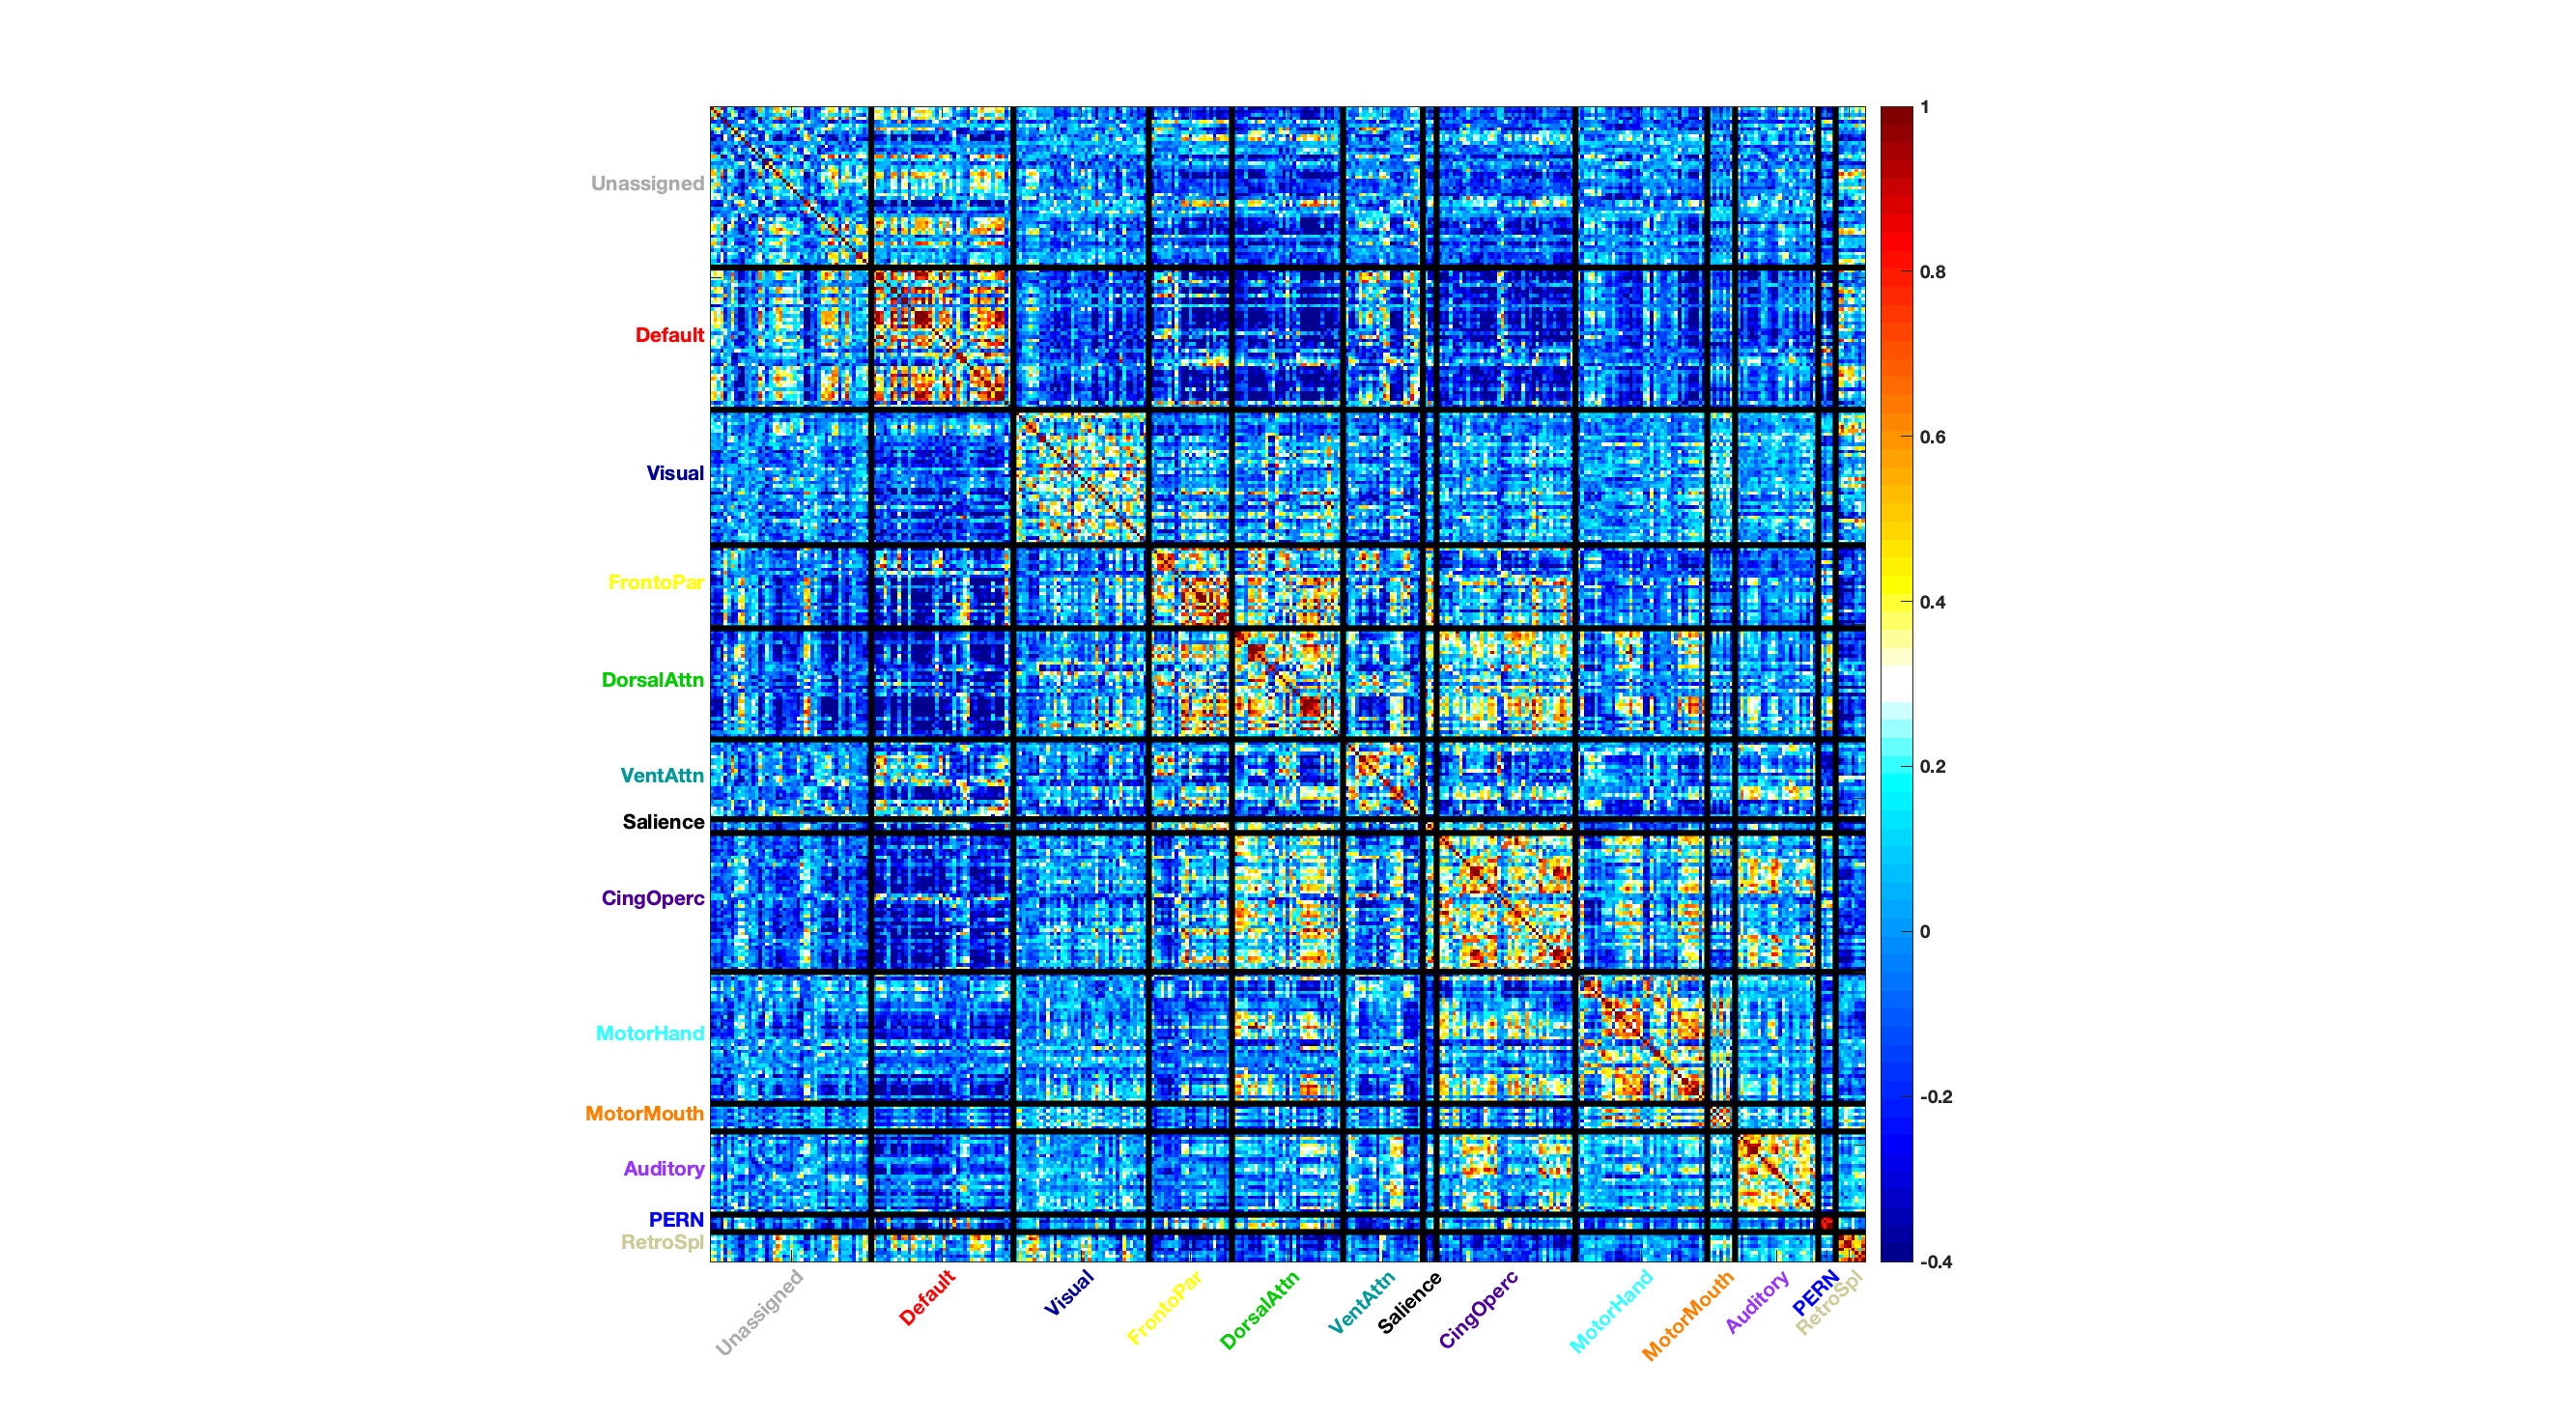 Unassigned
Default
Visual
FrontoPar
DorsalAttn
VentAttn
Salience
CingOperc
MotorHand
MotorMouth
Auditory
PERN
RetroSpl
Unassigned
Default
Visual
FrontoPar
DorsalAttn
VentAttn
Salience
CingOperc
MotorHand
MotorMouth
Auditory
PERN
RetroSpl
1
0.8
0.6
0.4
0.2
0
-0.2
-0.4